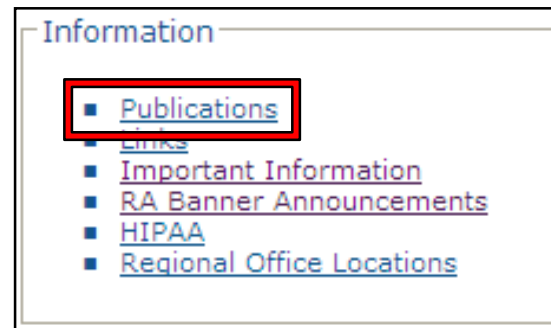 Information
Publications
Links
Important Information
RA Banner Announcements
HIPAA
Regional Office Locations